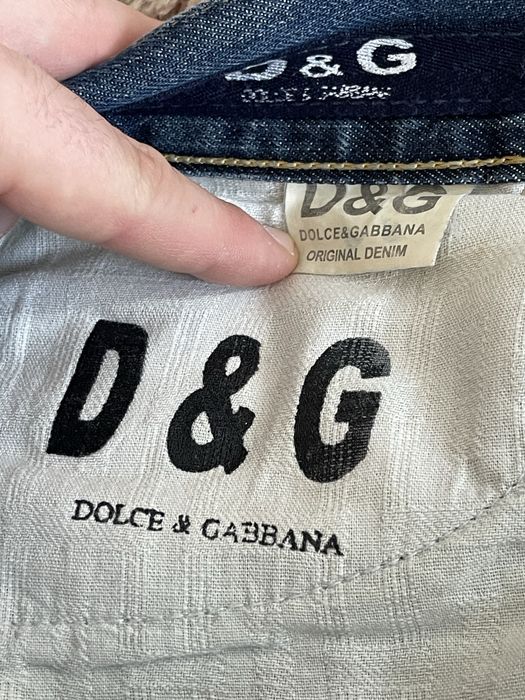 D & G
DOLCE & GABBANA
D&G
DOLCE&GABBANA
ORIGINAL DENIM
D & G
DOLCE & GABBANA